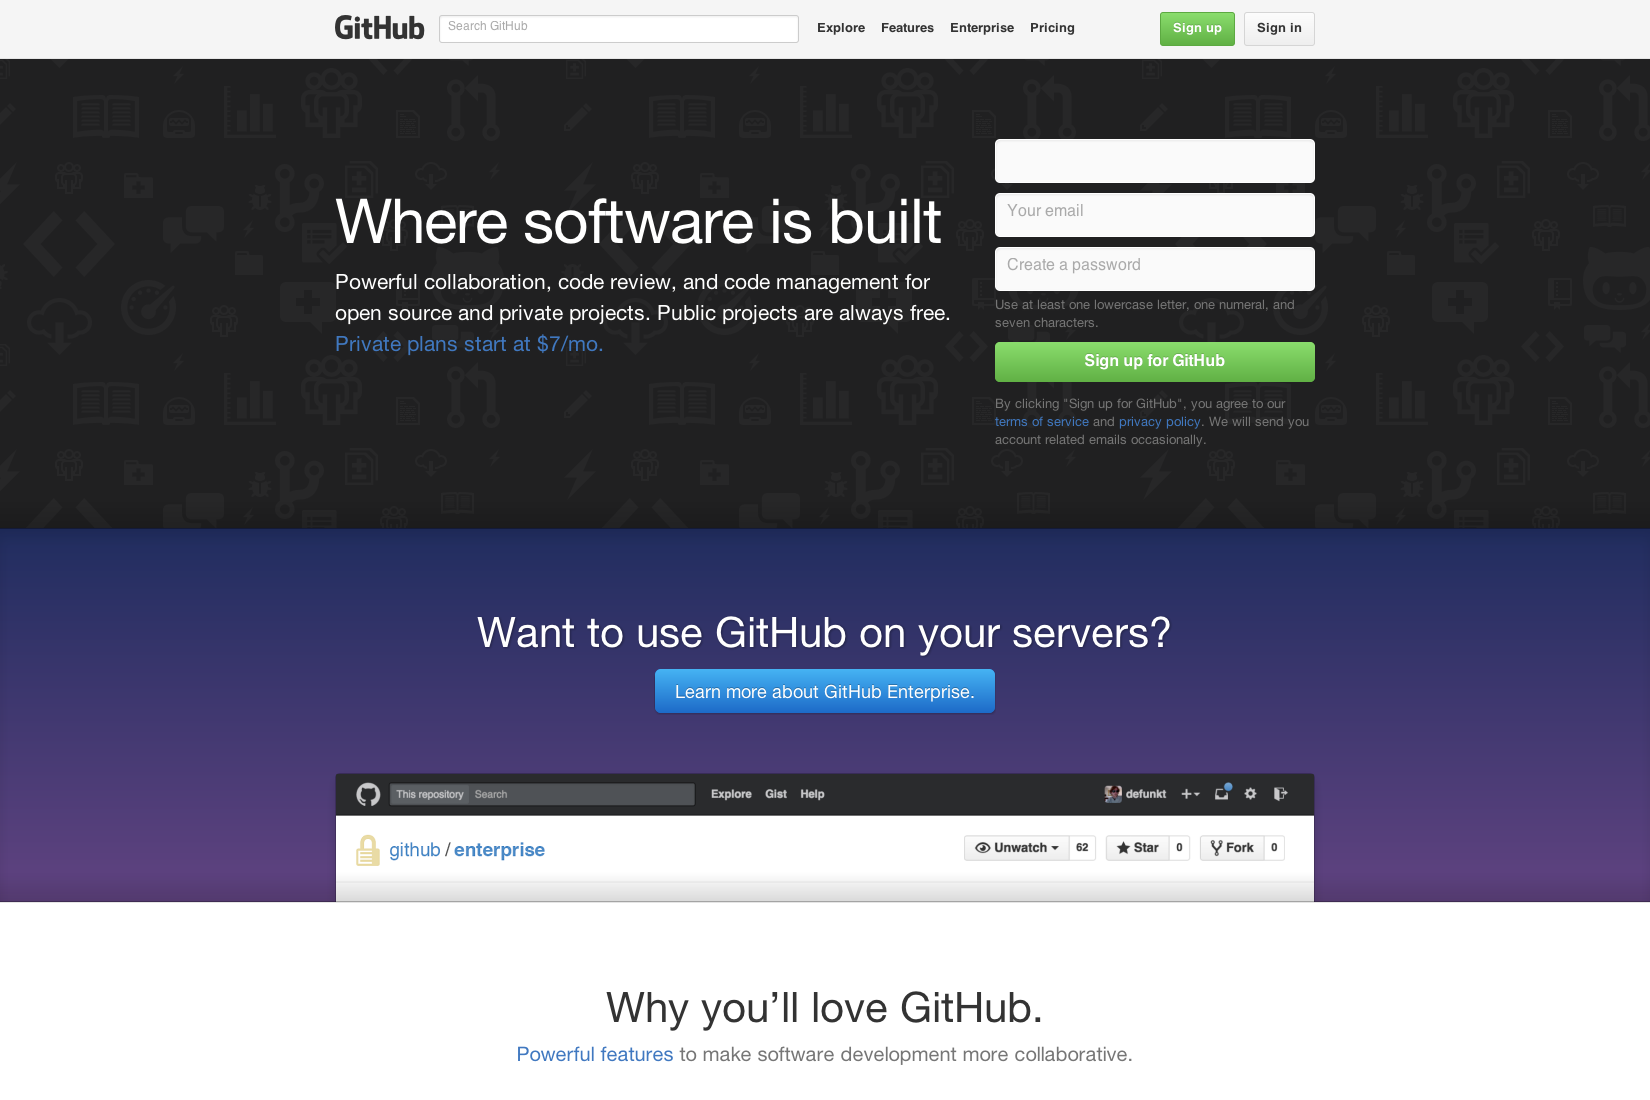 GitHub Search GitHub Explore Features Enterprise Pricing Sign up Sign in
Where software is built
Powerful collaboration, code review, and code management for
open source and private projects. Public projects are always free.
Private plans start at $7/mo.
Your email
Create a password
Use at least one lowercase letter, one numeral, and
seven characters.
Sign up for GitHub
By clicking "Sign up for GitHub", you agree to our
terms of service and privacy policy. We will send you
account related emails occasionally.
Want to use GitHub on your servers?
Learn more about GitHub Enterprise.
This repository Search Explore Gist Help defunkt
github / enterprise Unwatch 62 Star 0 Fork 0
Why you’ll love GitHub.
Powerful features to make software development more collaborative.